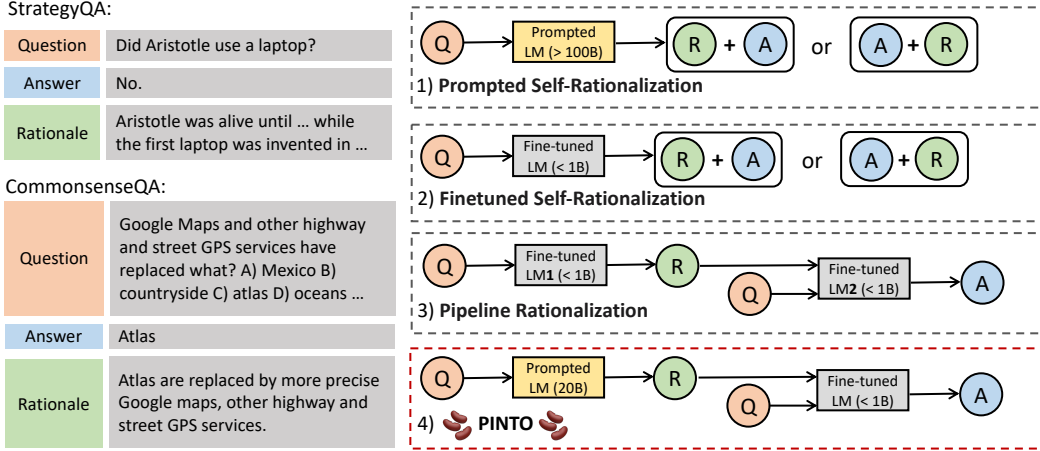 StrategyQA:
Question
Did Aristotle use a laptop?
Answer
No.
Rationale
Aristotle was alive until ... while
the first laptop was invented in ...
CommonsenseQA:
Question
Google Maps and other highway
and street GPS services have
replaced what? A) Mexico B)
countryside C) atlas D) oceans ...
Answer
Atlas
Rationale
Atlas are replaced by more precise
Google maps, other highway and
street GPS services.
Q
Prompted
LM (> 100B)
R + A or A + R
1) Prompted Self-Rationalization
Q
Fine-tuned
LM (< 1B)
R + A or A + R
2) Finetuned Self-Rationalization
Q
Fine-tuned
LM1 (< 1B)
R
Q
Fine-tuned
LM2 (< 1B)
A
3) Pipeline Rationalization
Q
Prompted
LM (20B)
R
Q
Fine-tuned
LM (< 1B)
A
4) PINTO